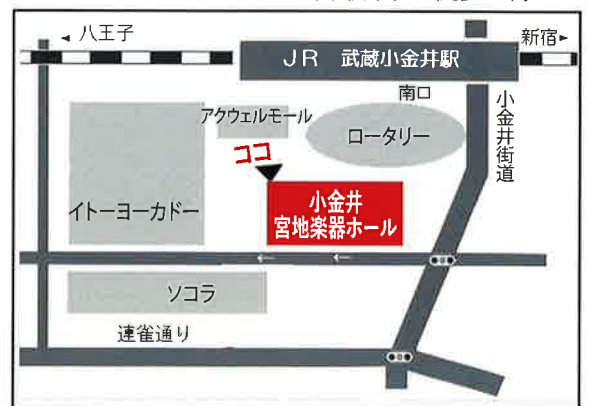 八王子
新宿
JR 武蔵小金井駅
南口
小金井街道
アクウェルモール
ロータリー
ココ
イトーヨーカドー
小金井
宮地楽器ホール
ソコラ
連雀通り